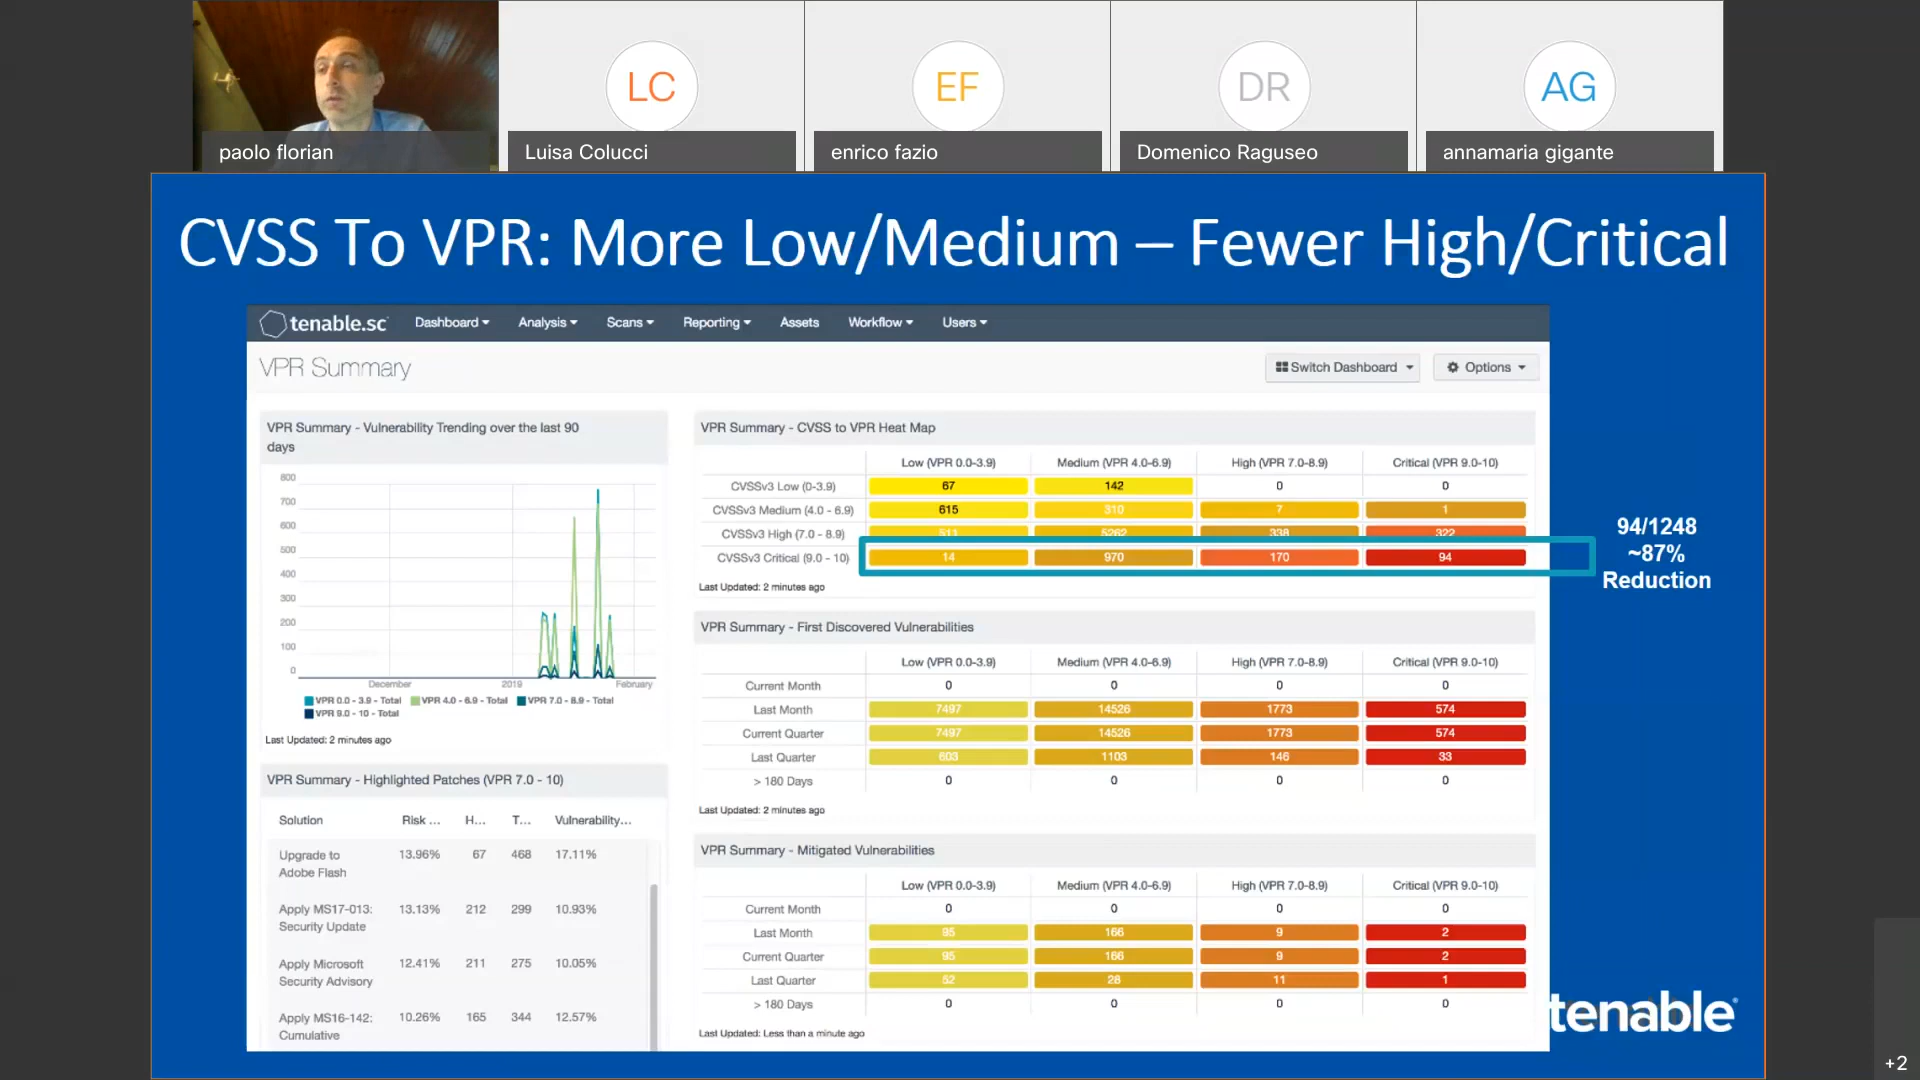 LC
EF
DR
AG
paolo florian
Luisa Colucci
enrico fazio
Domenico Raguseo
annamaria gigante
CVSS To VPR: More Low/Medium – Fewer High/Critical
tenable.sc Dashboard Analysis Scans Reporting Assets Workflow Users
VPR Summary
Switch Dashboard
Options
VPR Summary - Vulnerability Trending over the last 90
days
800
700
600
500
400
300
200
100
0
December 2019 February
VPR 0.0 - 3.9 - Total VPR 4.0 - 6.9 - Total VPR 7.0 - 8.9 - Total
VPR 9.0 - 10 - Total
Last Updated: 2 minutes ago
VPR Summary - Highlighted Patches (VPR 7.0 - 10)
Solution Risk ... H... T... Vulnerability...
Upgrade to
Adobe Flash
13.96% 67 468 17.11%
Apply MS17-013:
Security Update
13.13% 212 299 10.93%
Apply Microsoft
Security Advisory
12.41% 211 275 10.05%
Apply MS16-142:
Cumulative
10.26% 165 344 12.57%
VPR Summary - CVSS to VPR Heat Map
Low (VPR 0.0-3.9) Medium (VPR 4.0-6.9) High (VPR 7.0-8.9) Critical (VPR 9.0-10)
CVSSv3 Low (0-3.9) 67 142 0 0
CVSSv3 Medium (4.0 - 6.9) 615 310 7 1
CVSSv3 High (7.0 - 8.9) 511 5262 338 322
CVSSv3 Critical (9.0 - 10) 14 970 170 94
Last Updated: 2 minutes ago
94/1248
~87%
Reduction
VPR Summary - First Discovered Vulnerabilities
Low (VPR 0.0-3.9) Medium (VPR 4.0-6.9) High (VPR 7.0-8.9) Critical (VPR 9.0-10)
Current Month 0 0 0 0
Last Month 7497 14526 1773 574
Current Quarter 7497 14526 1773 574
Last Quarter 603 1103 146 33
> 180 Days 0 0 0 0
Last Updated: 2 minutes ago
VPR Summary - Mitigated Vulnerabilities
Low (VPR 0.0-3.9) Medium (VPR 4.0-6.9) High (VPR 7.0-8.9) Critical (VPR 9.0-10)
Current Month 0 0 0 0
Last Month 95 166 9 2
Current Quarter 95 166 9 2
Last Quarter 52 28 11 1
> 180 Days 0 0 0 0
Last Updated: Less than a minute ago
tenable
+2